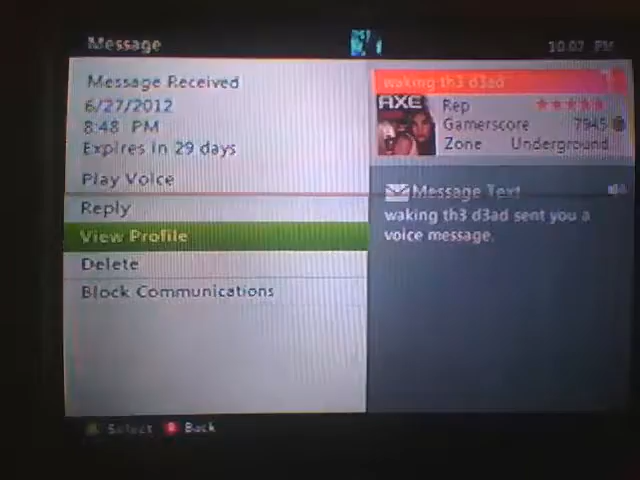 Message
10:07 PM
Message Received
6/27/2012
8:48 PM
Expires in 29 days
Play Voice
Reply
View Profile
Delete
Block Communications
waking th3 d3ad
AXE
Rep
Gamerscore 7945
Zone Underground
Message Text
waking th3 d3ad sent you a
voice message.
A Select B Back